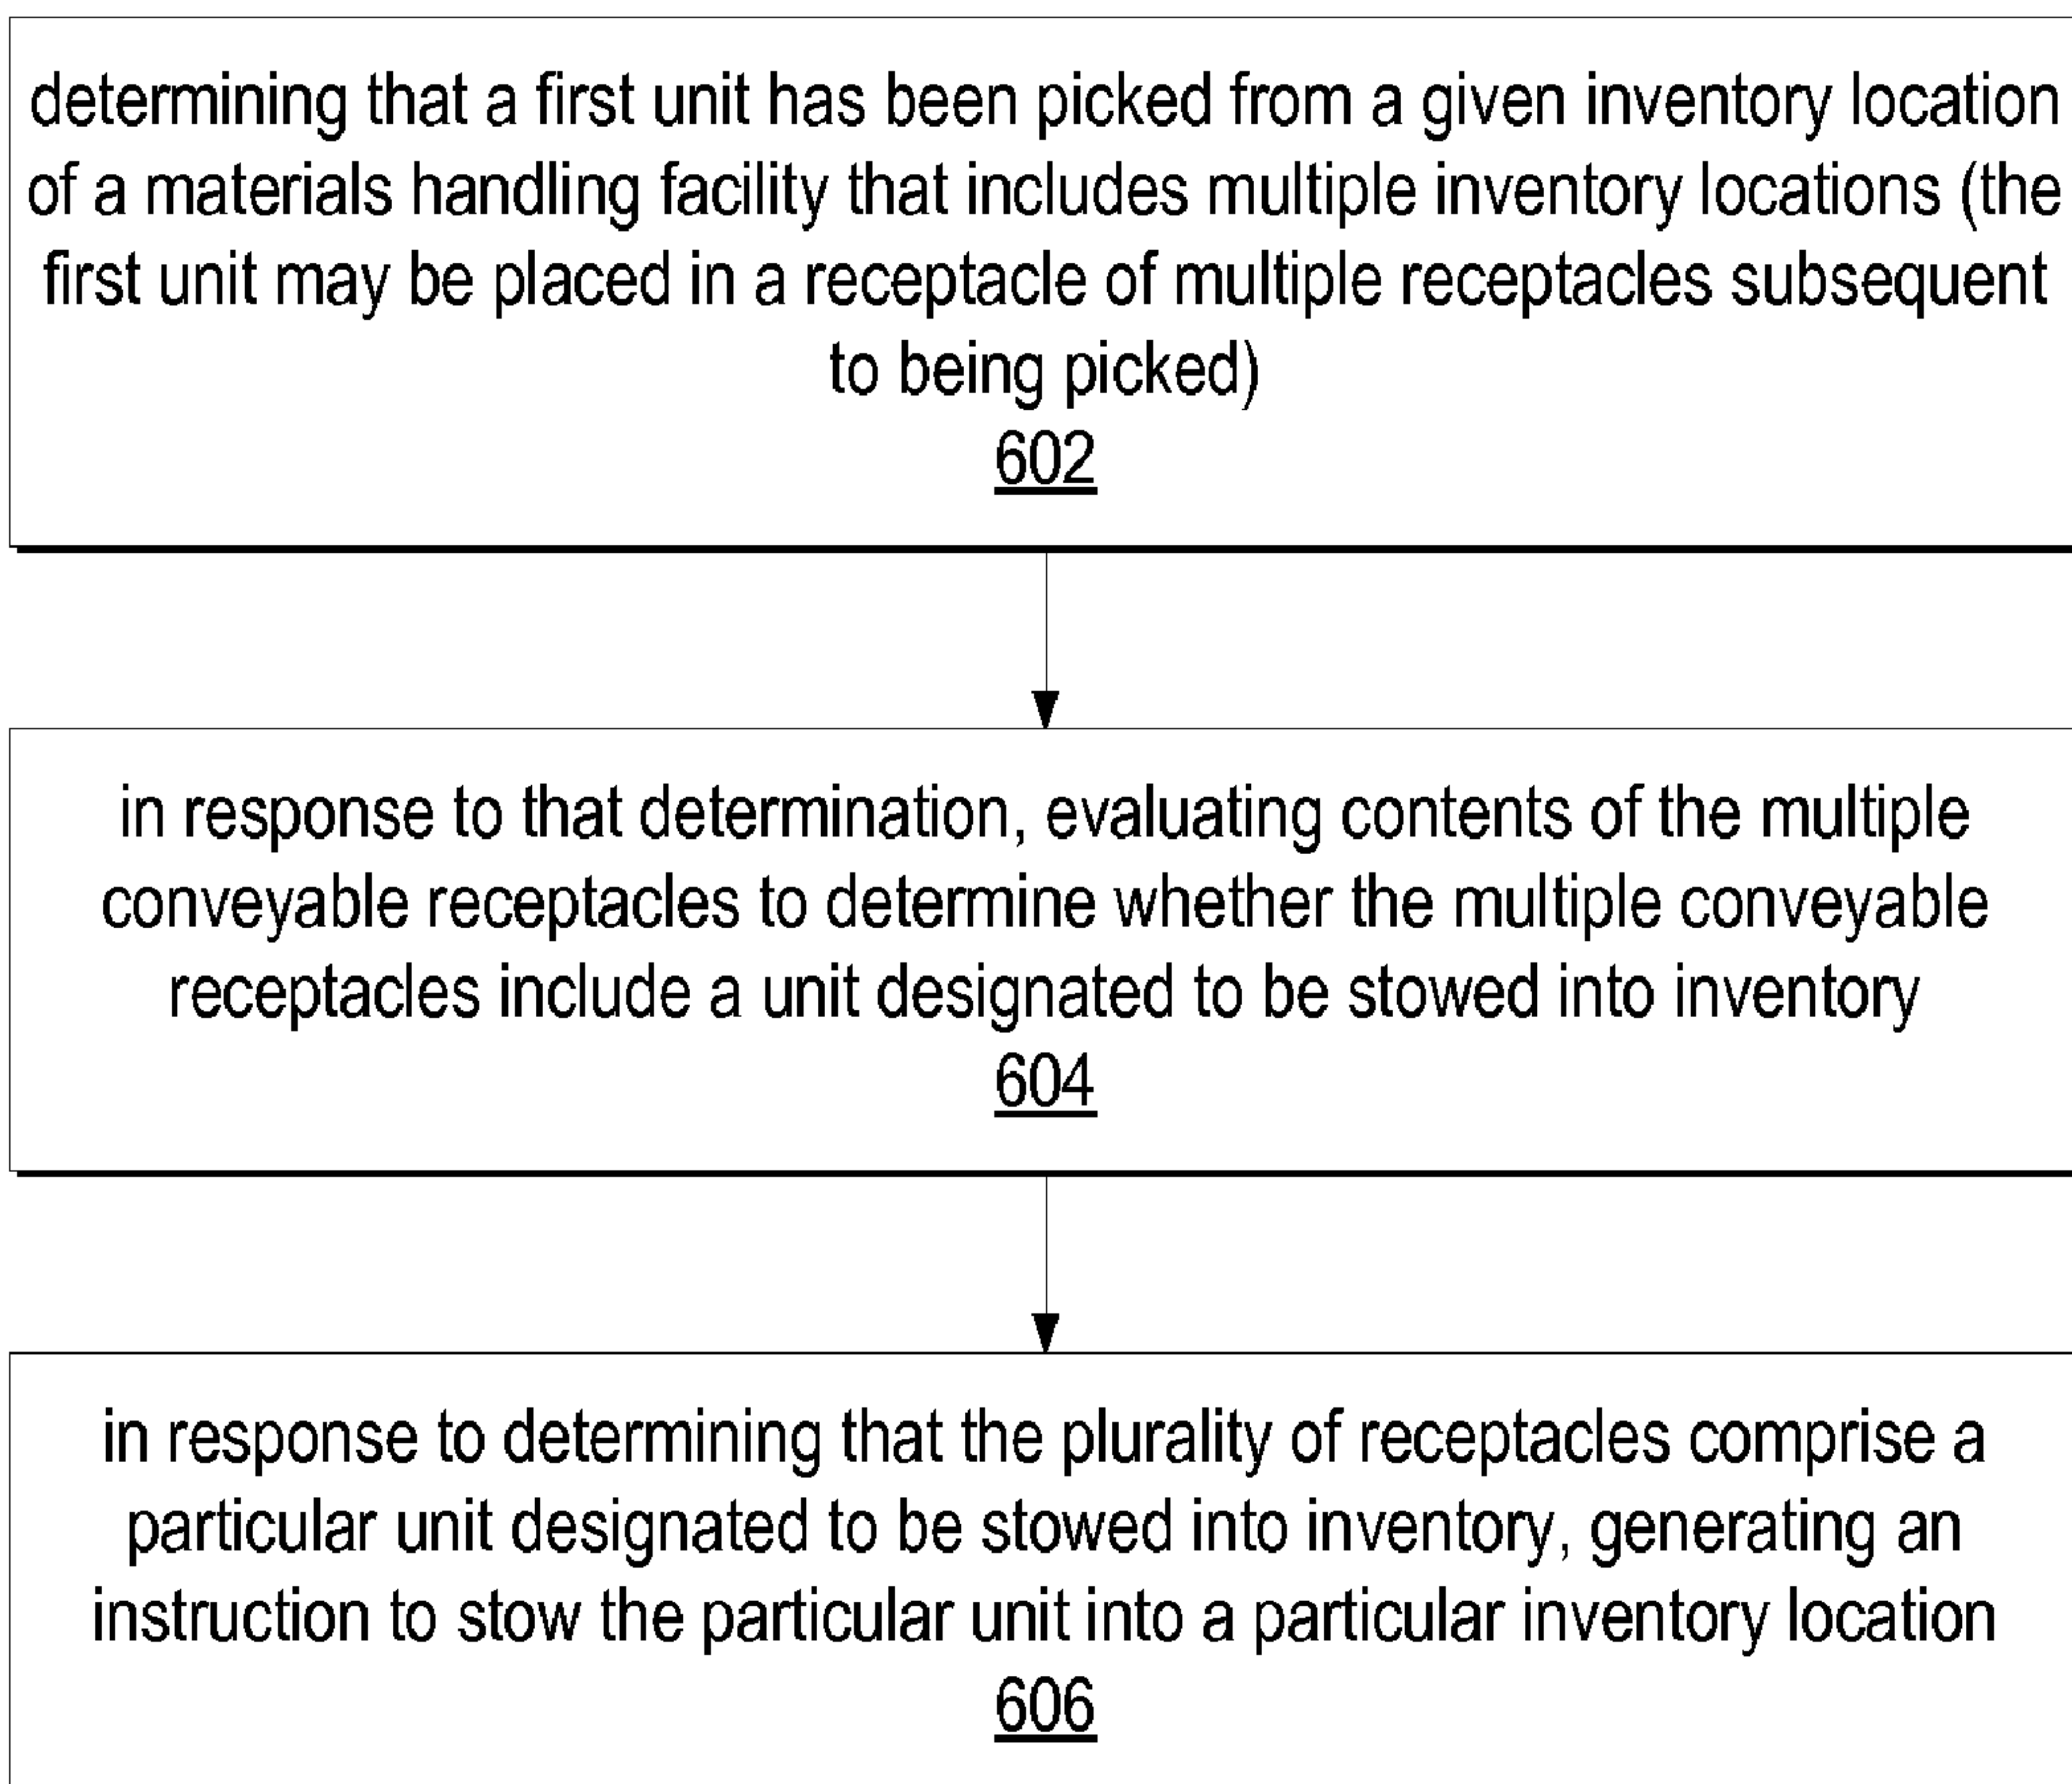 determining that a first unit has been picked from a given inventory location
of a materials handling facility that includes multiple inventory locations (the
first unit may be placed in a receptacle of multiple receptacles subsequent
to being picked)
602
in response to that determination, evaluating contents of the multiple
conveyable receptacles to determine whether the multiple conveyable
receptacles include a unit designated to be stowed into inventory
604
in response to determining that the plurality of receptacles comprise a
particular unit designated to be stowed into inventory, generating an
instruction to stow the particular unit into a particular inventory location
606